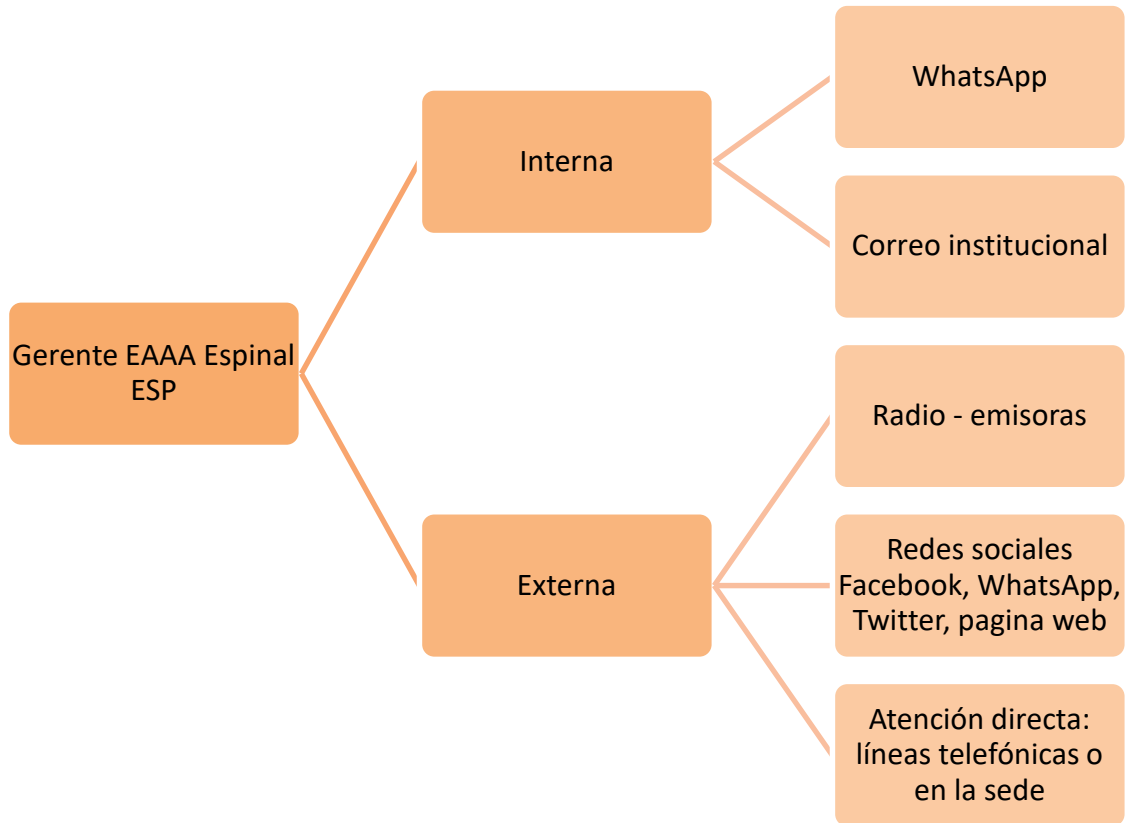 Gerente EAAA Espinal
ESP
Interna
WhatsApp
Correo institucional
Externa
Radio - emisoras
Redes sociales
Facebook, WhatsApp,
Twitter, pagina web
Atención directa:
líneas telefónicas o
en la sede